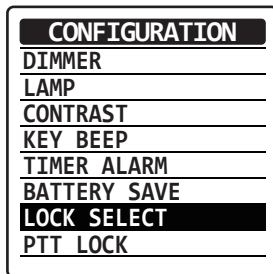 CONFIGURATION
DIMMER
LAMP
CONTRAST
KEY BEEP
TIMER ALARM
BATTERY SAVE
LOCK SELECT
PTT LOCK